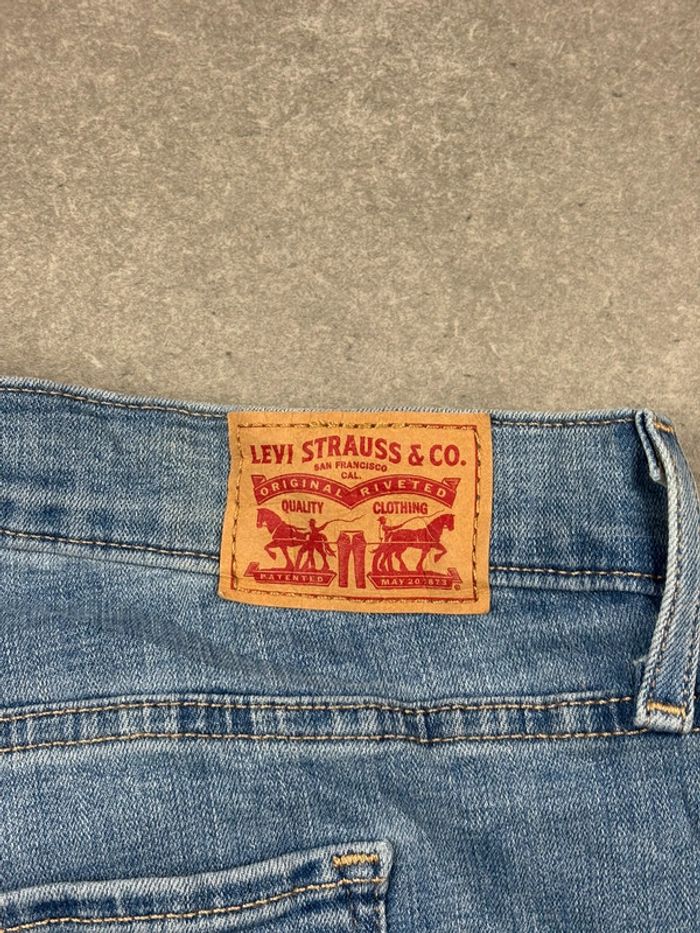 LEVI STRAUSS & CO.
SAN FRANCISCO
CAL.
ORIGINAL RIVETED
QUALITY CLOTHING
PATENTED MAY 20 1873
®